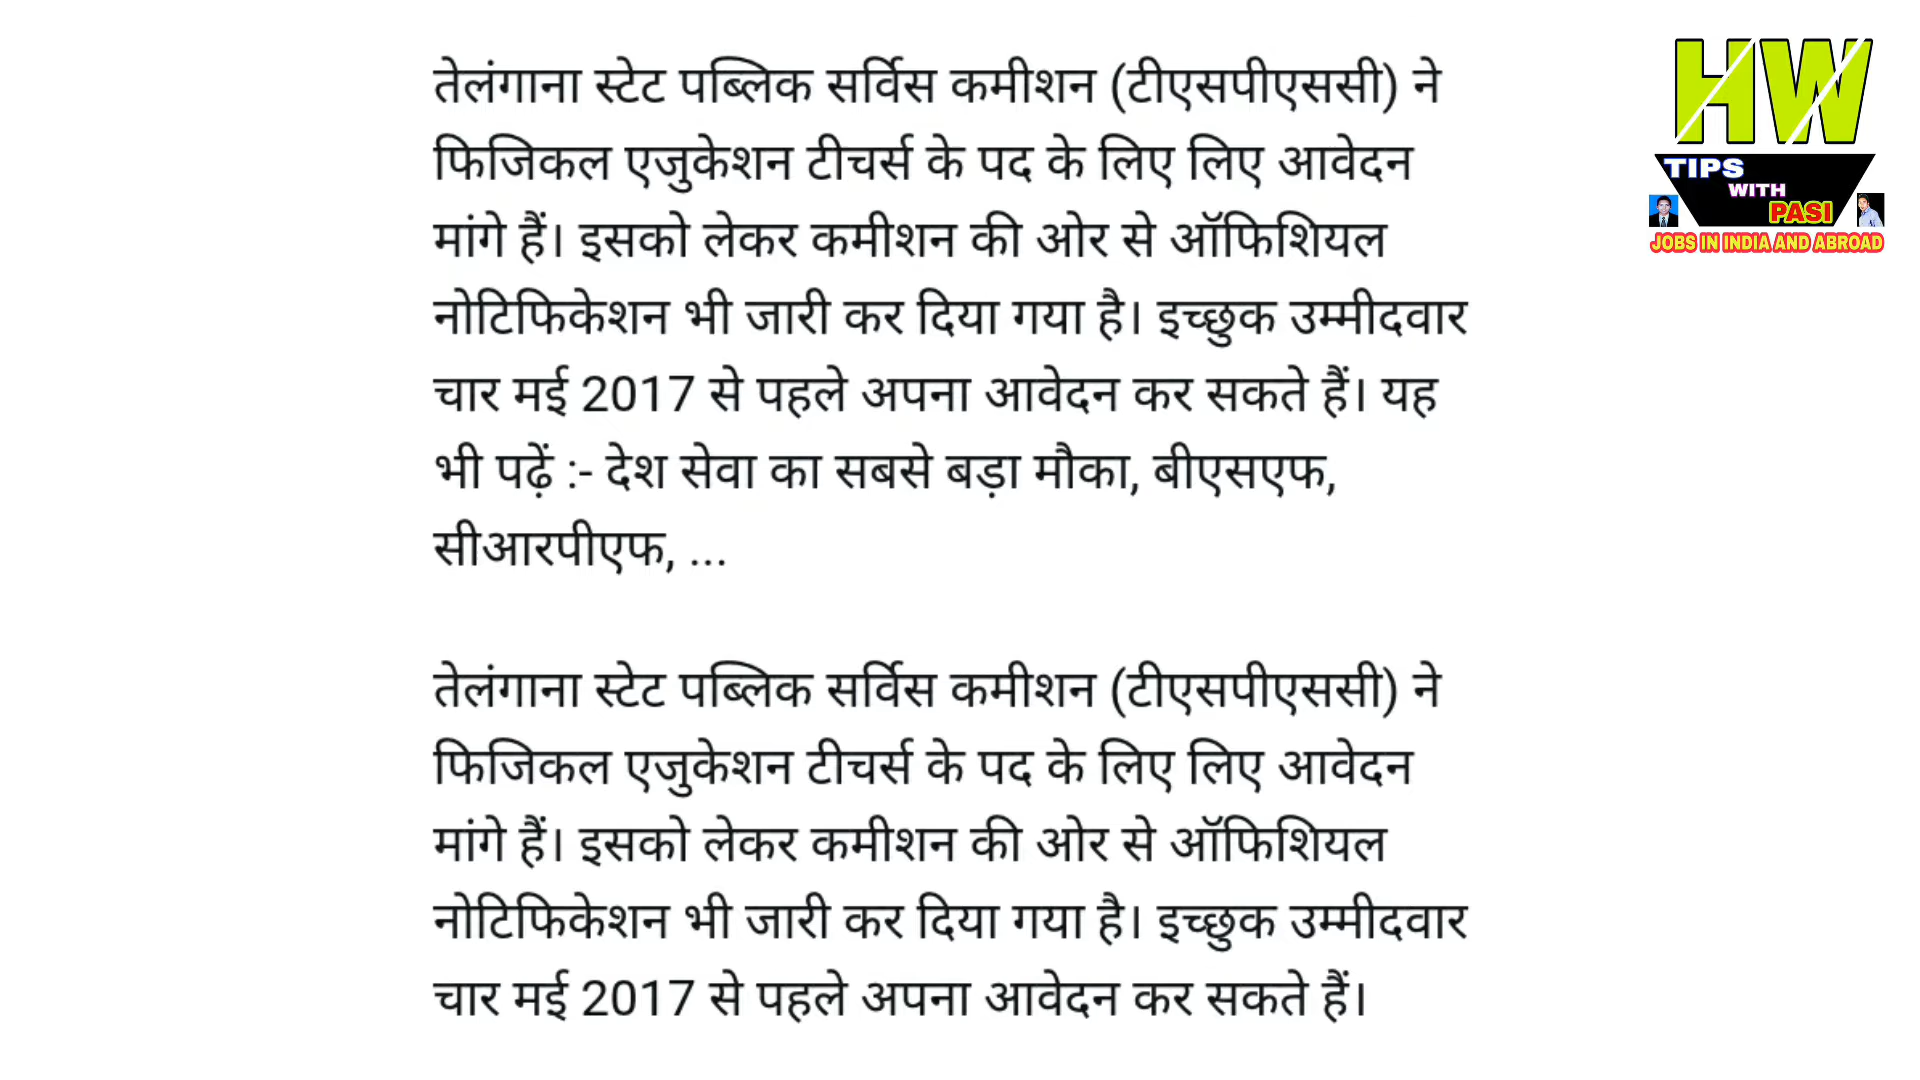 तेलंगाना स्टेट पब्लिक सर्विस कमीशन (टीएसपीएससी) ने
फिजिकल एजुकेशन टीचर्स के पद के लिए लिए आवेदन
मांगे हैं। इसको लेकर कमीशन की ओर से ऑफिशियल
नोटिफिकेशन भी जारी कर दिया गया है। इच्छुक उम्मीदवार
चार मई 2017 से पहले अपना आवेदन कर सकते हैं। यह
भी पढ़ें :- देश सेवा का सबसे बड़ा मौका, बीएसएफ,
सीआरपीएफ, ...
तेलंगाना स्टेट पब्लिक सर्विस कमीशन (टीएसपीएससी) ने
फिजिकल एजुकेशन टीचर्स के पद के लिए लिए आवेदन
मांगे हैं। इसको लेकर कमीशन की ओर से ऑफिशियल
नोटिफिकेशन भी जारी कर दिया गया है। इच्छुक उम्मीदवार
चार मई 2017 से पहले अपना आवेदन कर सकते हैं।
HW
TIPS
WITH
PASI
JOBS IN INDIA AND ABROAD